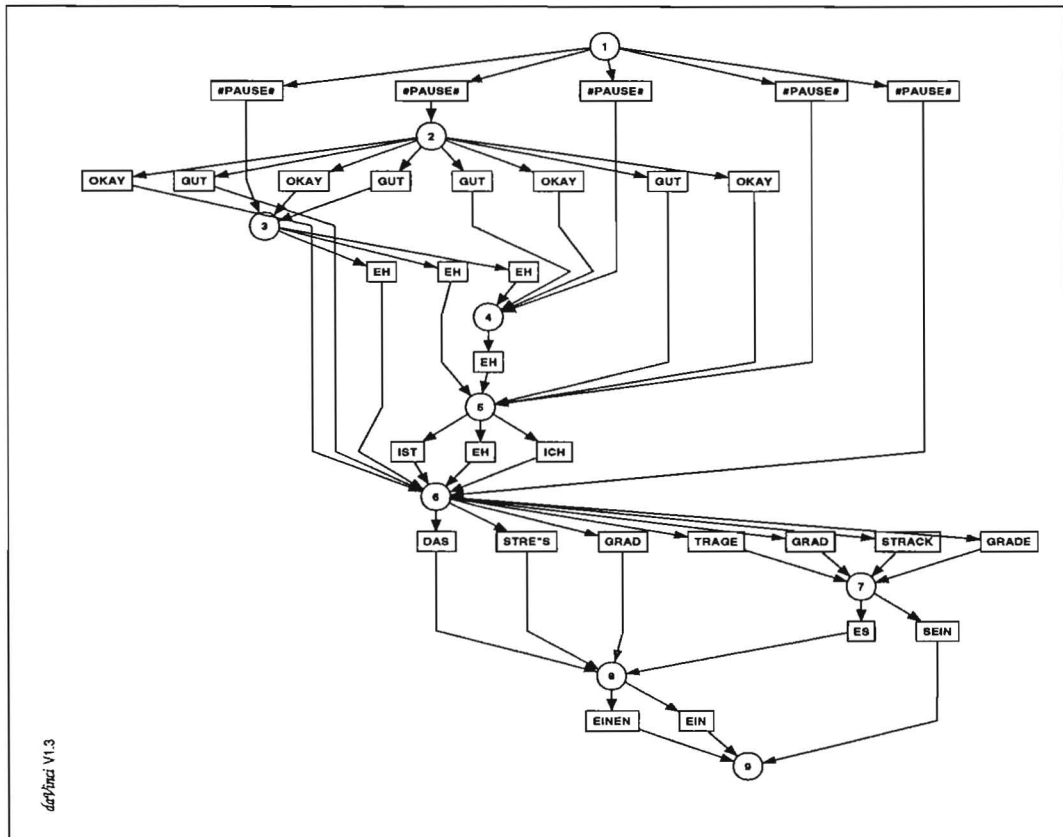 1
#PAUSE# #PAUSE# #PAUSE# #PAUSE# #PAUSE#
2
OKAY GUT OKAY GUT GUT OKAY GUT OKAY
3
EH EH EH
4
EH
5
IST EH ICH
6
DAS STRE"S GRAD TRAGE GRAD STRACK GRADE
7
ES SEIN
8
EINEN EIN
9
daVinci V1.3